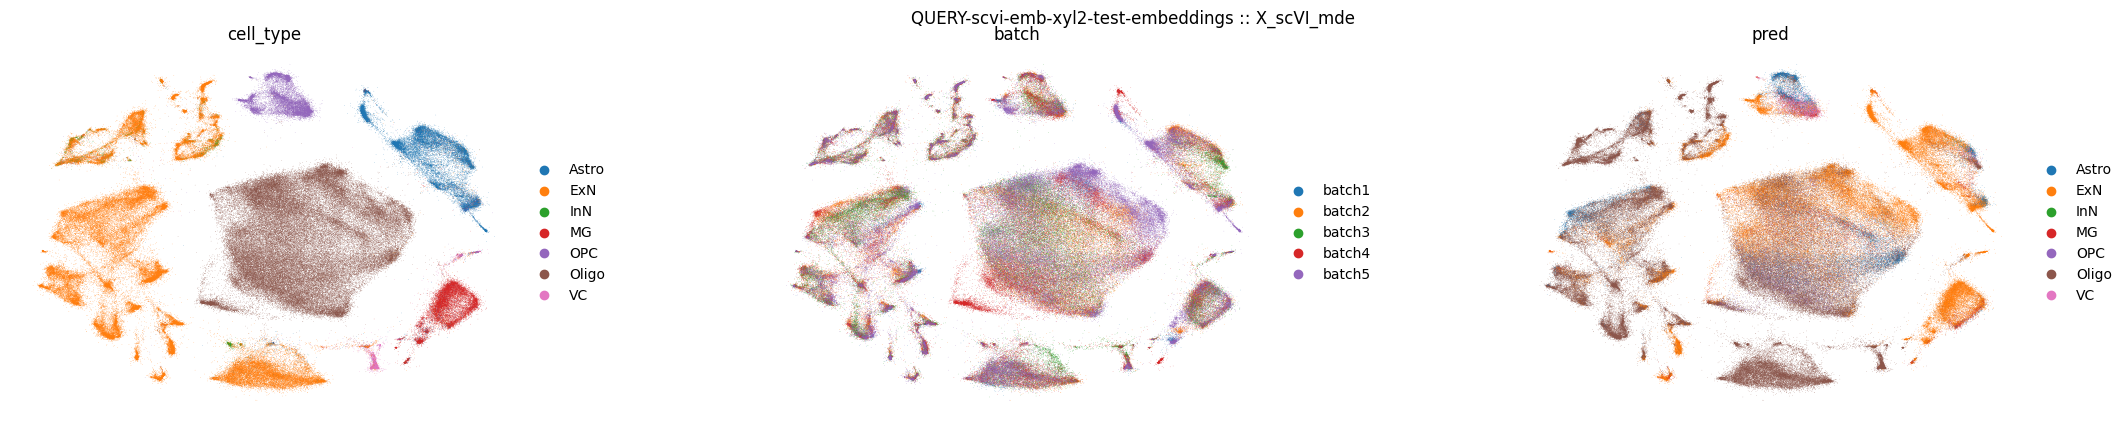 QUERY-scvi-emb-xyl2-test-embeddings :: X_scVI_mde
cell_type
Astro
ExN
InN
MG
OPC
Oligo
VC
batch
batch1
batch2
batch3
batch4
batch5
pred
Astro
ExN
InN
MG
OPC
Oligo
VC